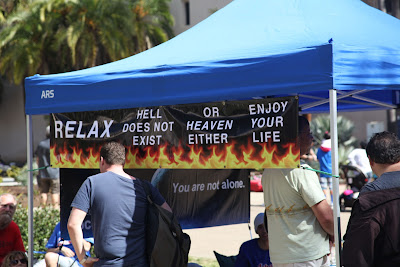 ARS
RELAX
HELL
DOES NOT
EXIST
OR
HEAVEN
EITHER
ENJOY
YOUR
LIFE
You are not alone.